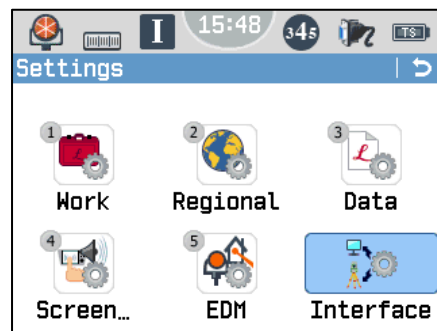 I 15:48 345 TS
Settings
1 2 3
Work Regional Data
4 5
Screen… EDM Interface